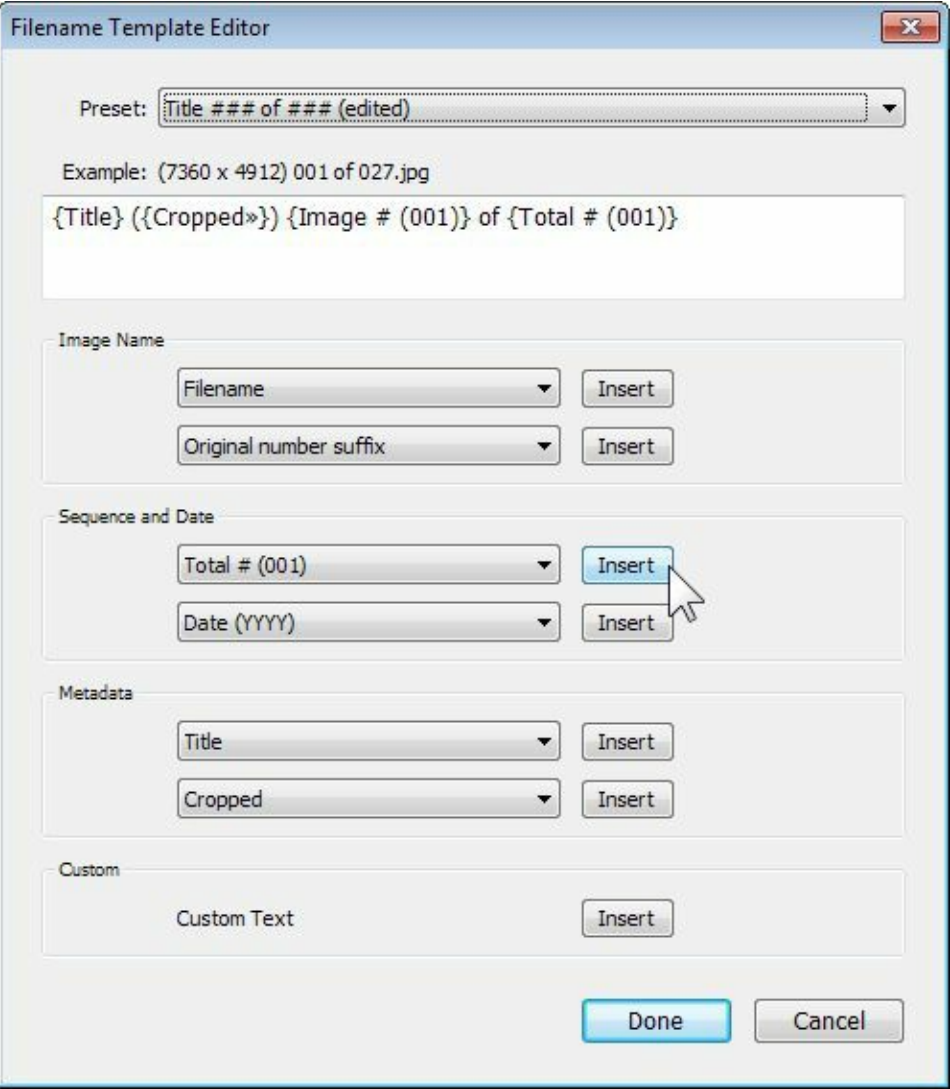 Filename Template Editor
Preset: Title ### of ### (edited)
Example: (7360 x 4912) 001 of 027.jpg
{Title} ({Cropped»}) {Image # (001)} of {Total # (001)}
Image Name
Filename Insert
Original number suffix Insert
Sequence and Date
Total # (001) Insert
Date (YYYY) Insert
Metadata
Title Insert
Cropped Insert
Custom
Custom Text Insert
Done Cancel